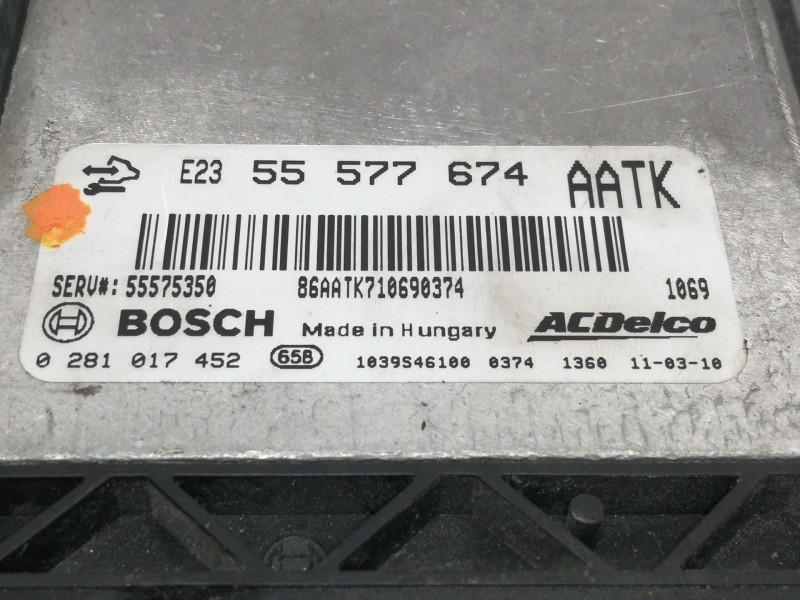 E23 55 577 674 AATK
SERV#: 55575350 86AATK710690374 1069
BOSCH Made in Hungary ACDelco
0 281 017 452 65B 1039S46100 0374 1360 11-03-10